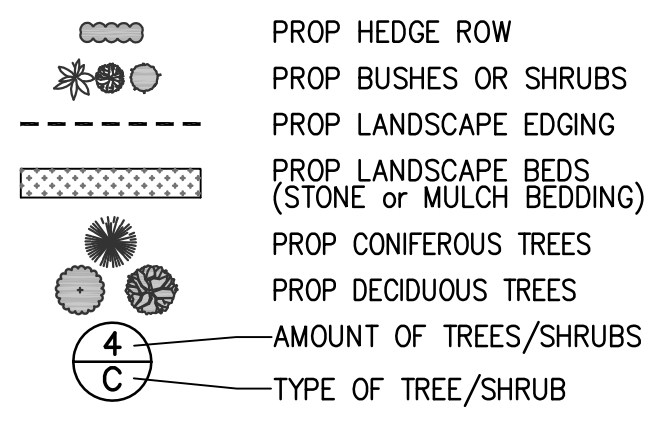 PROP HEDGE ROW
PROP BUSHES OR SHRUBS
PROP LANDSCAPE EDGING
PROP LANDSCAPE BEDS
(STONE or MULCH BEDDING)
PROP CONIFEROUS TREES
PROP DECIDUOUS TREES
4 AMOUNT OF TREES/SHRUBS
C TYPE OF TREE/SHRUB